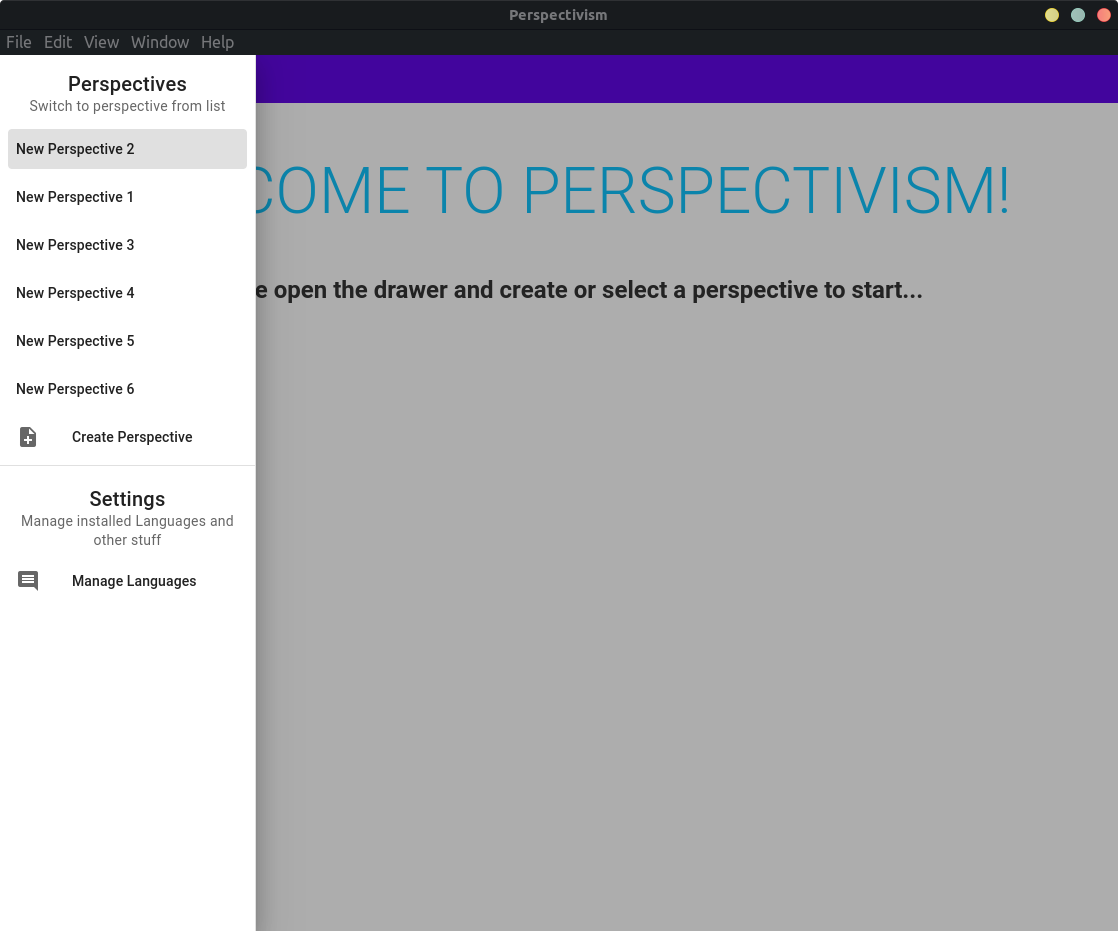 Perspectivism
File Edit View Window Help
Perspectives
Switch to perspective from list
New Perspective 2
New Perspective 1
New Perspective 3
New Perspective 4
New Perspective 5
New Perspective 6
Create Perspective
Settings
Manage installed Languages and
other stuff
Manage Languages
COME TO PERSPECTIVISM!
e open the drawer and create or select a perspective to start...